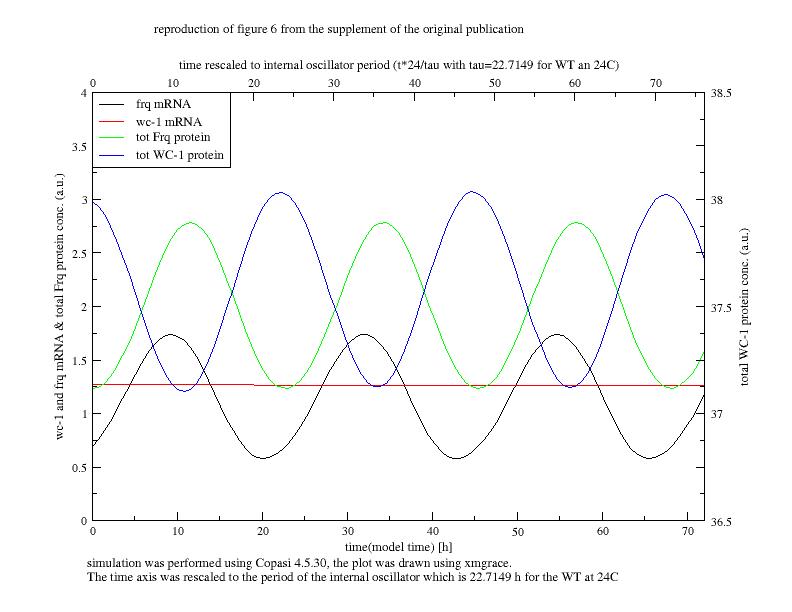 reproduction of figure 6 from the supplement of the original publication
time rescaled to internal oscillator period (t*24/tau with tau=22.7149 for WT an 24C)
0 10 20 30 40 50 60 70
frq mRNA
wc-1 mRNA
tot Frq protein
tot WC-1 protein
4
3.5
3
2.5
2
1.5
1
0.5
0
wc-1 and frq mRNA & total Frq protein conc. (a.u.)
38.5
38
37.5
37
36.5
total WC-1 protein conc. (a.u.)
0 10 20 30 40 50 60 70
time(model time) [h]
simulation was performed using Copasi 4.5.30, the plot was drawn using xmgrace.
The time axis was rescaled to the period of the internal oscillator which is 22.7149 h for the WT at 24C